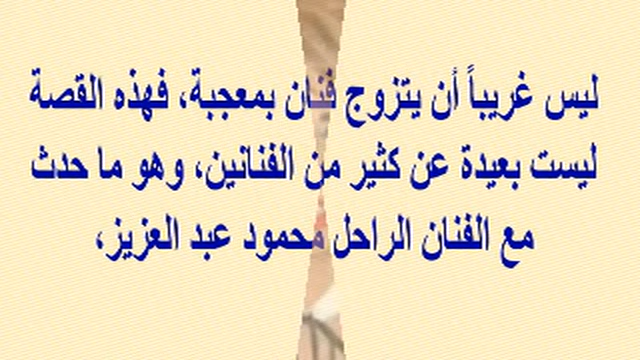 ليس غريباً أن يتزوج فنان بمعجبة، فهذه القصة
ليست بعيدة عن كثير من الفنانين، وهو ما حدث
مع الفنان الراحل محمود عبد العزيز،